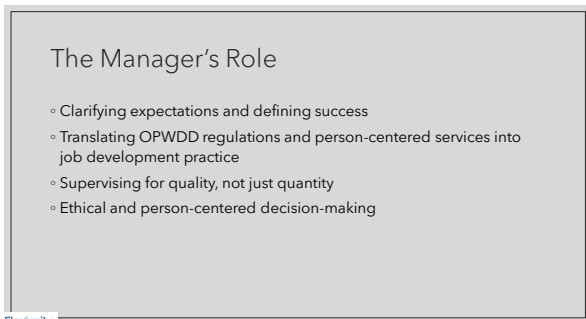 The Manager's Role
◦ Clarifying expectations and defining success
◦ Translating OPWDD regulations and person-centered services into
job development practice
◦ Supervising for quality, not just quantity
◦ Ethical and person-centered decision-making